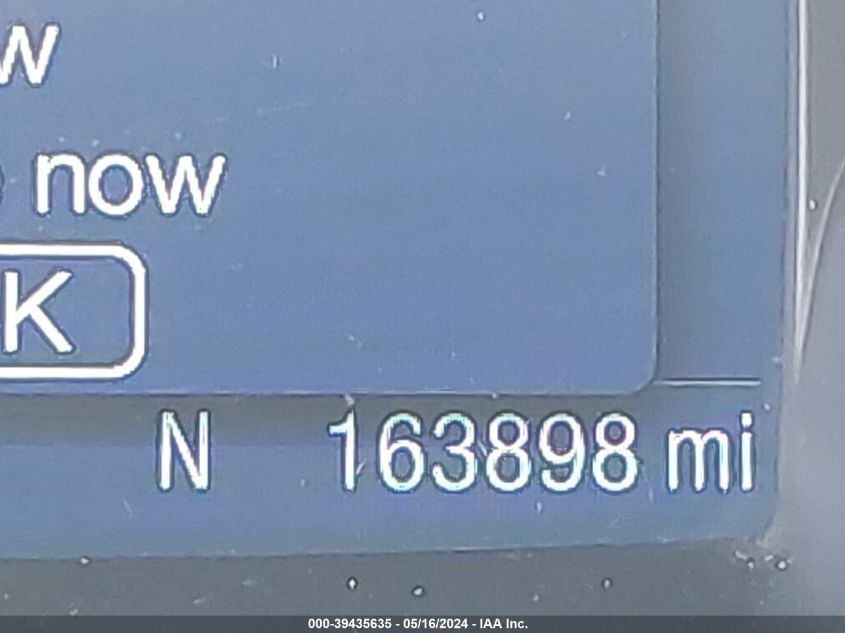 now
K
N 163898 mi
000-39435635 - 05/16/2024 - IAA Inc.